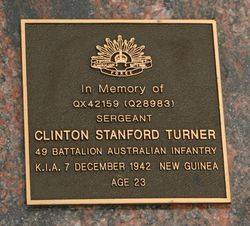 FORCES
In Memory of
QX42159 (Q28983)
SERGEANT
CLINTON STANFORD TURNER
49 BATTALION AUSTRALIAN INFANTRY
K.I.A. 7 DECEMBER 1942 NEW GUINEA
AGE 23